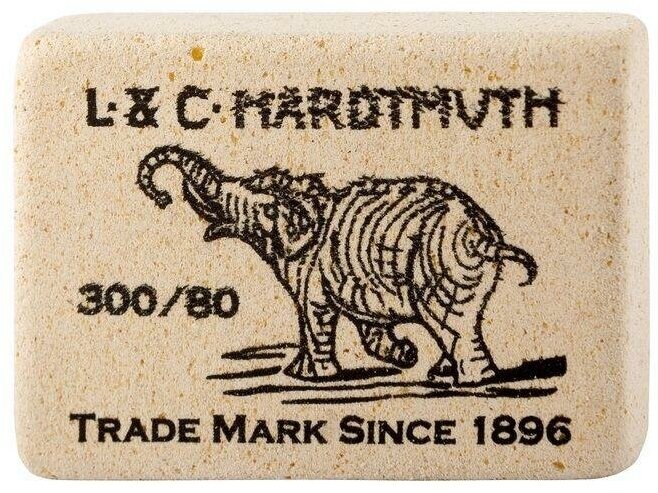 L·& C·HARDTMUTH
300/80
TRADE MARK SINCE 1896